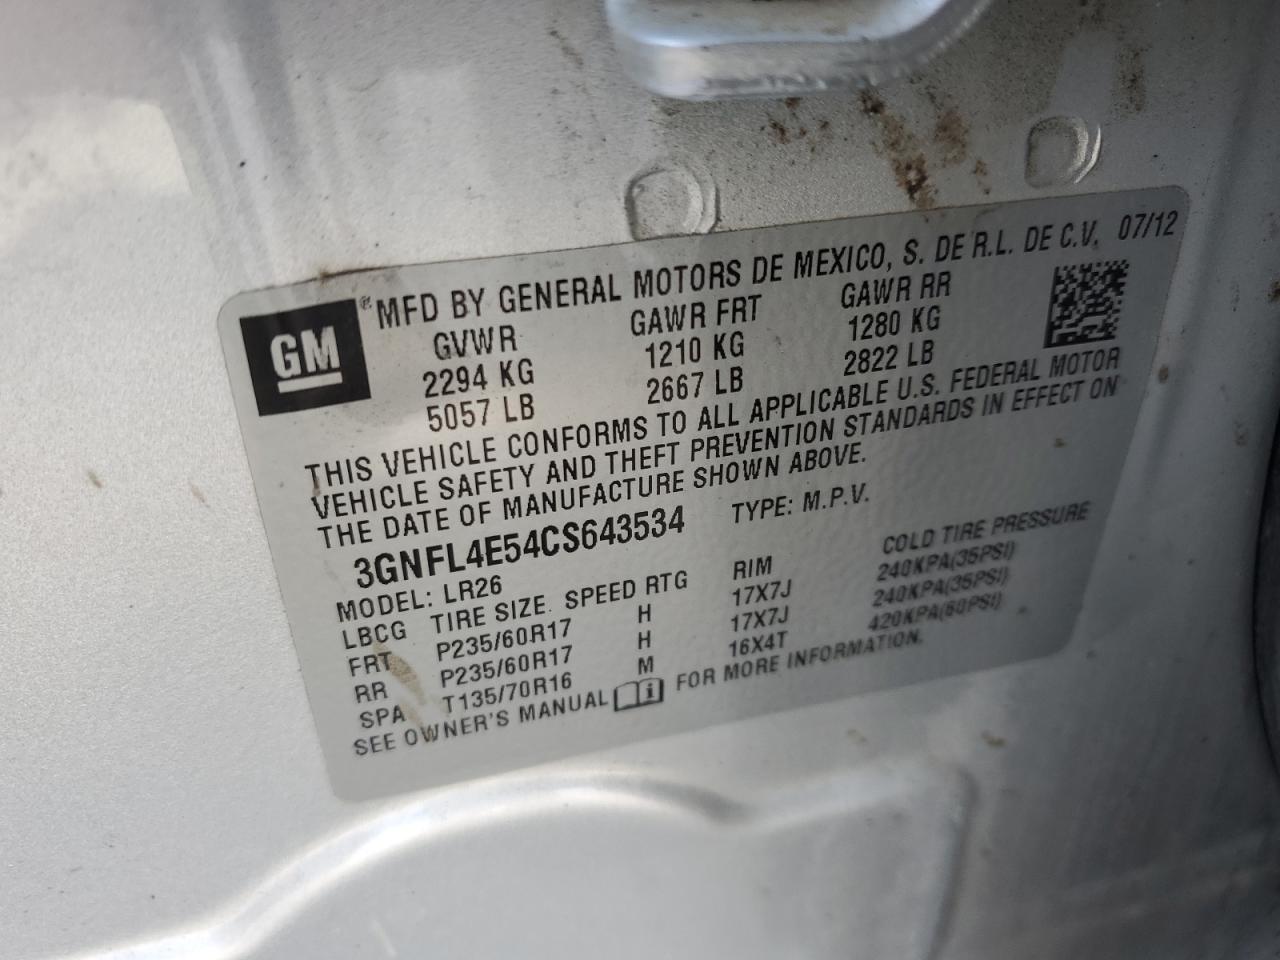 GM ® MFD BY GENERAL MOTORS DE MEXICO, S. DE R.L. DE C.V. 07/12
GVWR GAWR FRT GAWR RR
2294 KG 1210 KG 1280 KG
5057 LB 2667 LB 2822 LB
THIS VEHICLE CONFORMS TO ALL APPLICABLE U.S. FEDERAL MOTOR
VEHICLE SAFETY AND THEFT PREVENTION STANDARDS IN EFFECT ON
THE DATE OF MANUFACTURE SHOWN ABOVE.
3GNFL4E54CS643534 TYPE: M.P.V.
MODEL: LR26
LBCG TIRE SIZE SPEED RTG RIM COLD TIRE PRESSURE
FRT P235/60R17 H 17X7J 240KPA(35PSI)
RR P235/60R17 H 17X7J 240KPA(35PSI)
SPA T135/70R16 M 16X4T 420KPA(60PSI)
SEE OWNER'S MANUAL FOR MORE INFORMATION.